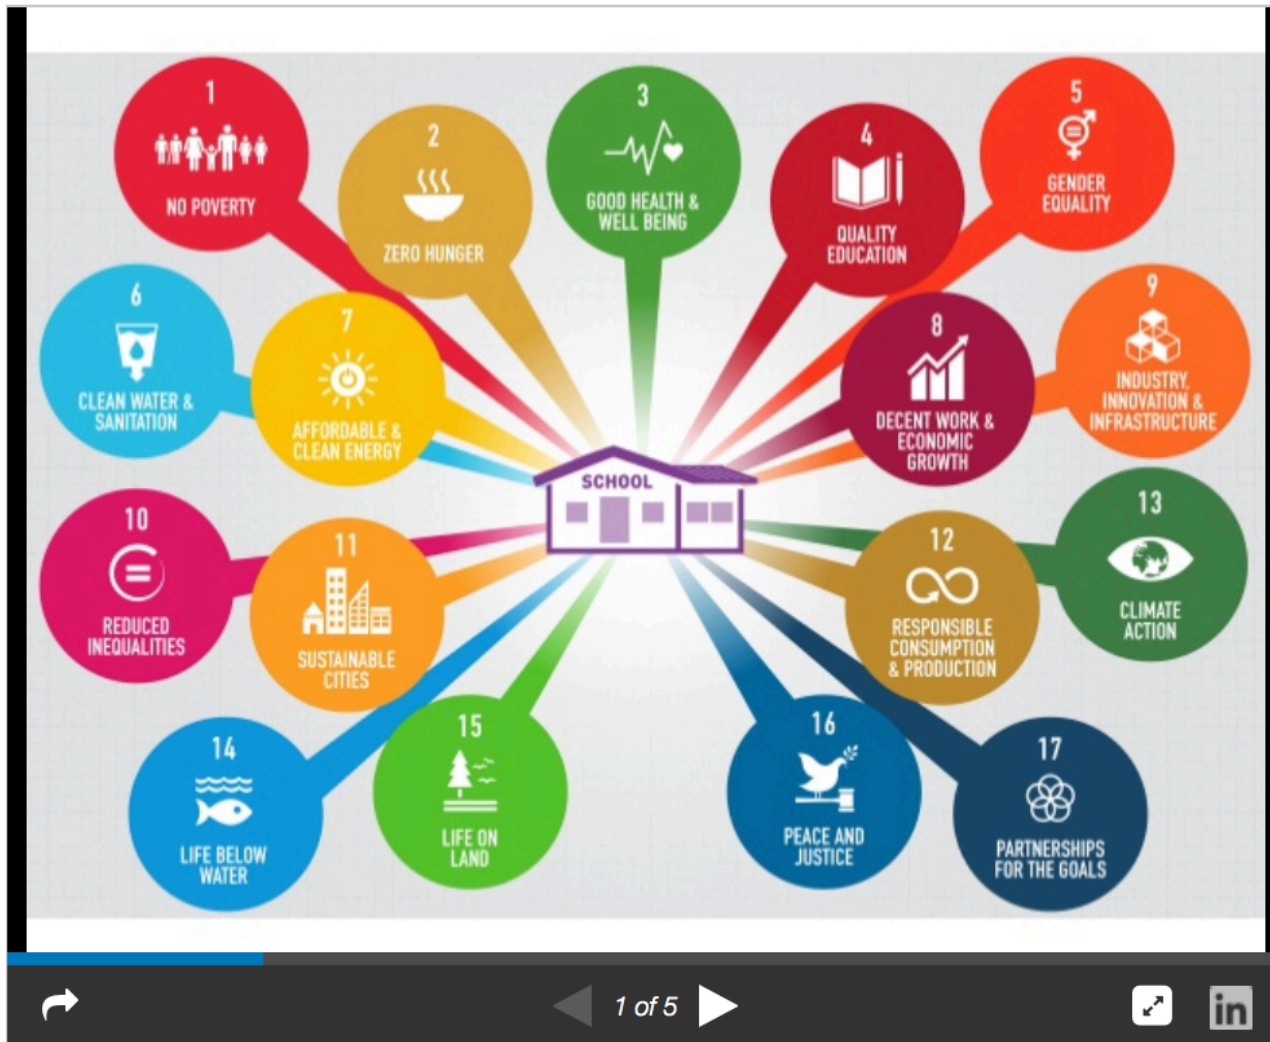 1
NO POVERTY
2
ZERO HUNGER
3
GOOD HEALTH &
WELL BEING
4
QUALITY
EDUCATION
5
GENDER
EQUALITY
6
CLEAN WATER &
SANITATION
7
AFFORDABLE &
CLEAN ENERGY
8
DECENT WORK &
ECONOMIC
GROWTH
9
INDUSTRY,
INNOVATION &
INFRASTRUCTURE
SCHOOL
10
REDUCED
INEQUALITIES
11
SUSTAINABLE
CITIES
12
RESPONSIBLE
CONSUMPTION
& PRODUCTION
13
CLIMATE
ACTION
14
LIFE BELOW
WATER
15
LIFE ON
LAND
16
PEACE AND
JUSTICE
17
PARTNERSHIPS
FOR THE GOALS
1 of 5
in